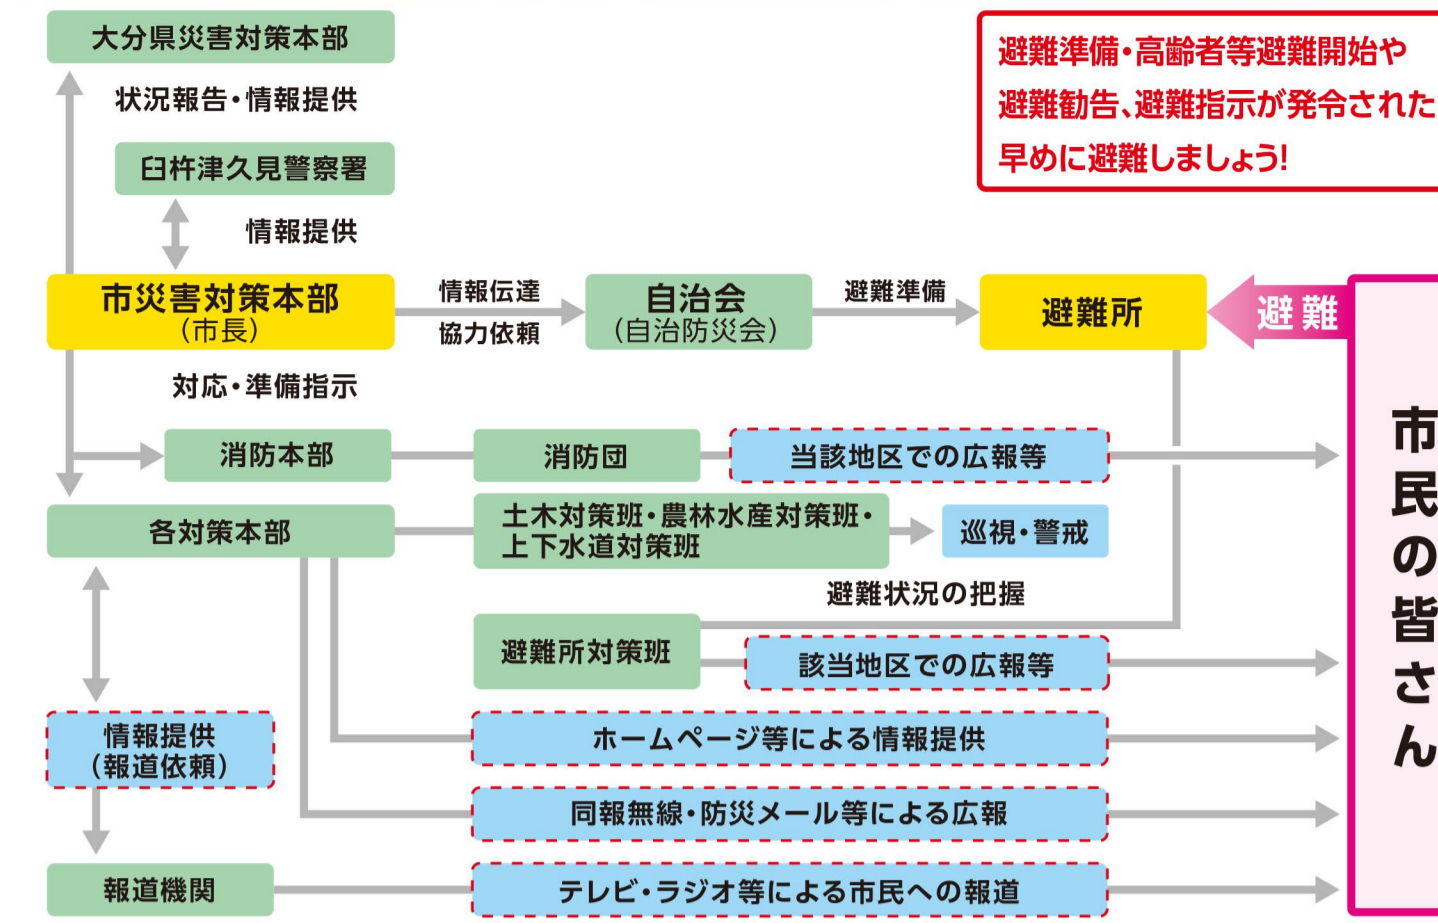 大分県災害対策本部
状況報告・情報提供
臼杵津久見警察署
情報提供
避難準備・高齢者等避難開始や
避難勧告、避難指示が発令された
早めに避難しましょう!
市災害対策本部
（市長）
情報伝達
協力依頼
自治会
（自治防災会）
避難準備
避難所
避難
市民の皆さん
対応・準備指示
消防本部
消防団
当該地区での広報等
各対策本部
土木対策班・農林水産対策班・
上下水道対策班
巡視・警戒
避難状況の把握
避難所対策班
該当地区での広報等
情報提供
（報道依頼）
ホームページ等による情報提供
同報無線・防災メール等による広報
報道機関
テレビ・ラジオ等による市民への報道